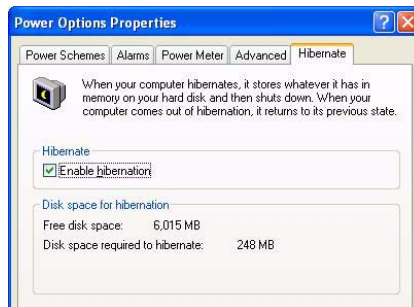 Power Options Properties
Power Schemes Alarms Power Meter Advanced Hibernate
When your computer hibernates, it stores whatever it has in
memory on your hard disk and then shuts down. When your
computer comes out of hibernation, it returns to its previous state.
Hibernate
Enable hibernation
Disk space for hibernation
Free disk space: 6,015 MB
Disk space required to hibernate: 248 MB